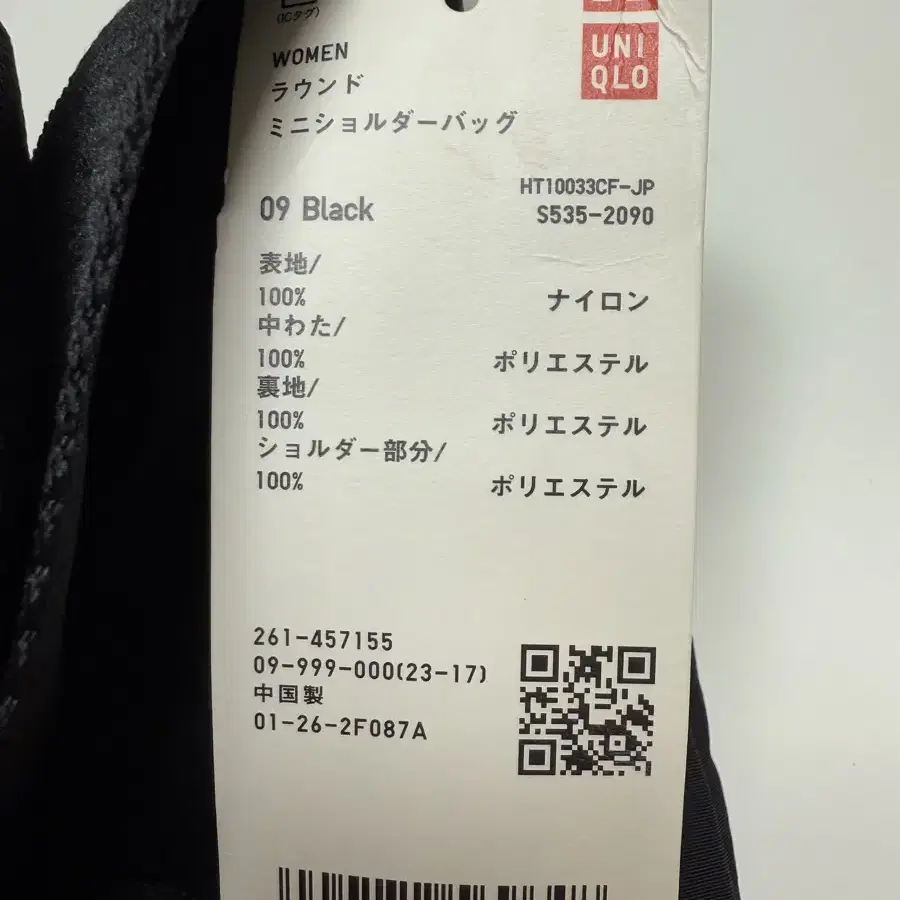 (ICタグ)
WOMEN
ラウンド
ミニショルダーバッグ
UNI
QLO
HT10033CF-JP
09 Black
S535-2090
表地/
100% ナイロン
中わた/
100% ポリエステル
裏地/
100% ポリエステル
ショルダー部分/
100% ポリエステル
261-457155
09-999-000(23-17)
中国製
01-26-2F087A